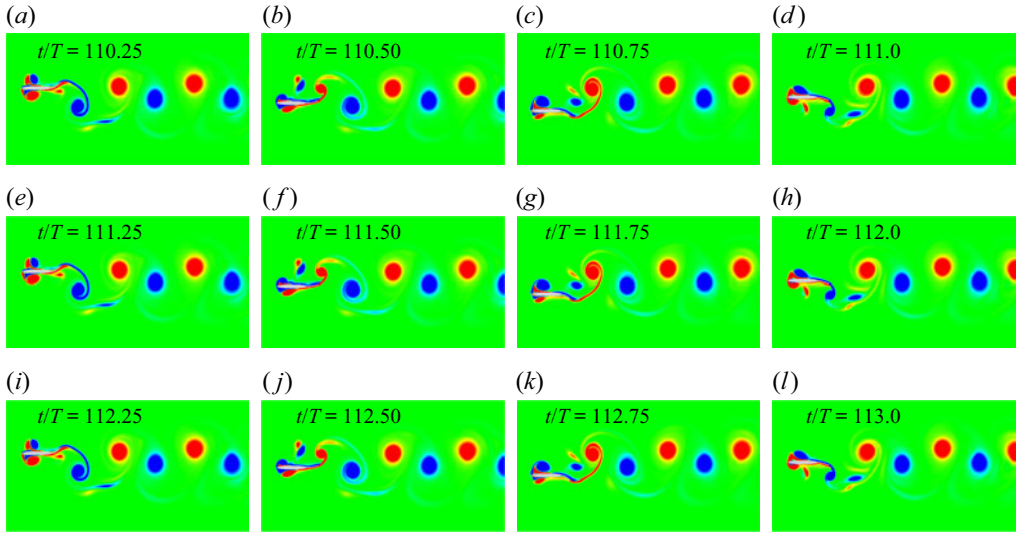 (a) (b) (c) (d)
t/T = 110.25 t/T = 110.50 t/T = 110.75 t/T = 111.0
(e) (f) (g) (h)
t/T = 111.25 t/T = 111.50 t/T = 111.75 t/T = 112.0
(i) (j) (k) (l)
t/T = 112.25 t/T = 112.50 t/T = 112.75 t/T = 113.0